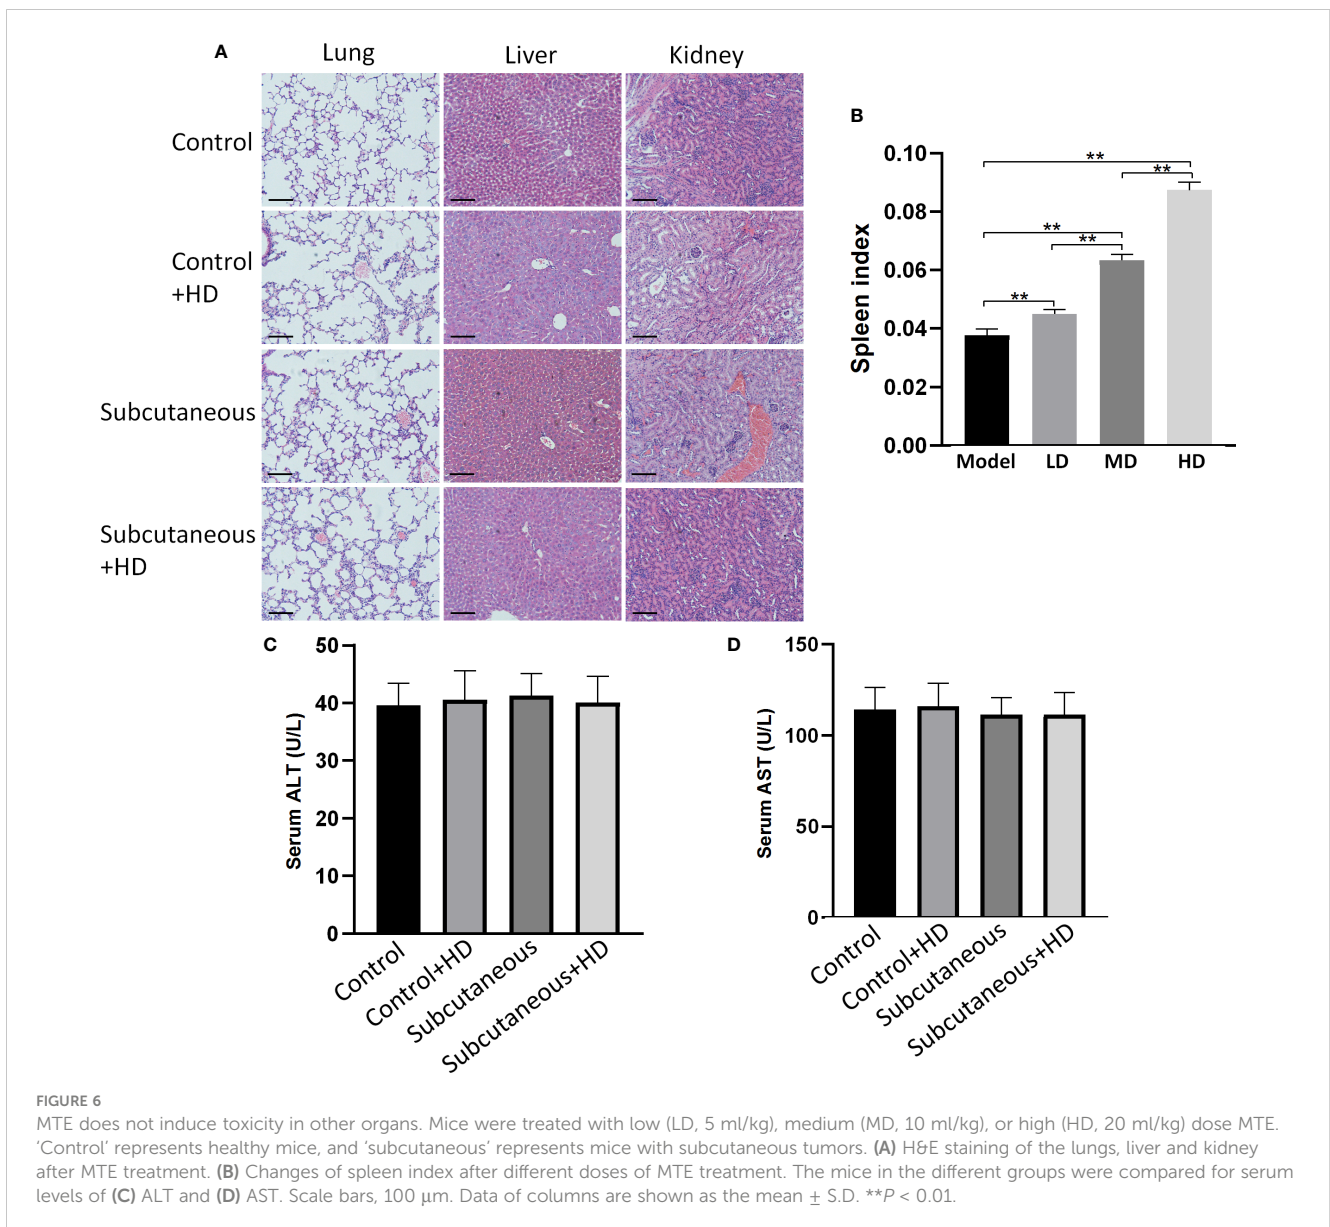 A
Lung Liver Kidney
Control
Control
+HD
Subcutaneous
Subcutaneous
+HD
B
Spleen index
0.10
0.08
0.06
0.04
0.02
0.00
**
**
**
**
**
Model LD MD HD
C
Serum ALT (U/L)
50
40
30
20
10
0
Control
Control+HD
Subcutaneous
Subcutaneous+HD
D
Serum AST (U/L)
150
100
50
0
Control
Control+HD
Subcutaneous
Subcutaneous+HD
FIGURE 6
MTE does not induce toxicity in other organs. Mice were treated with low (LD, 5 ml/kg), medium (MD, 10 ml/kg), or high (HD, 20 ml/kg) dose MTE.
‘Control’ represents healthy mice, and ‘subcutaneous’ represents mice with subcutaneous tumors. (A) H&E staining of the lungs, liver and kidney
after MTE treatment. (B) Changes of spleen index after different doses of MTE treatment. The mice in the different groups were compared for serum
levels of (C) ALT and (D) AST. Scale bars, 100 μm. Data of columns are shown as the mean ± S.D. **P < 0.01.